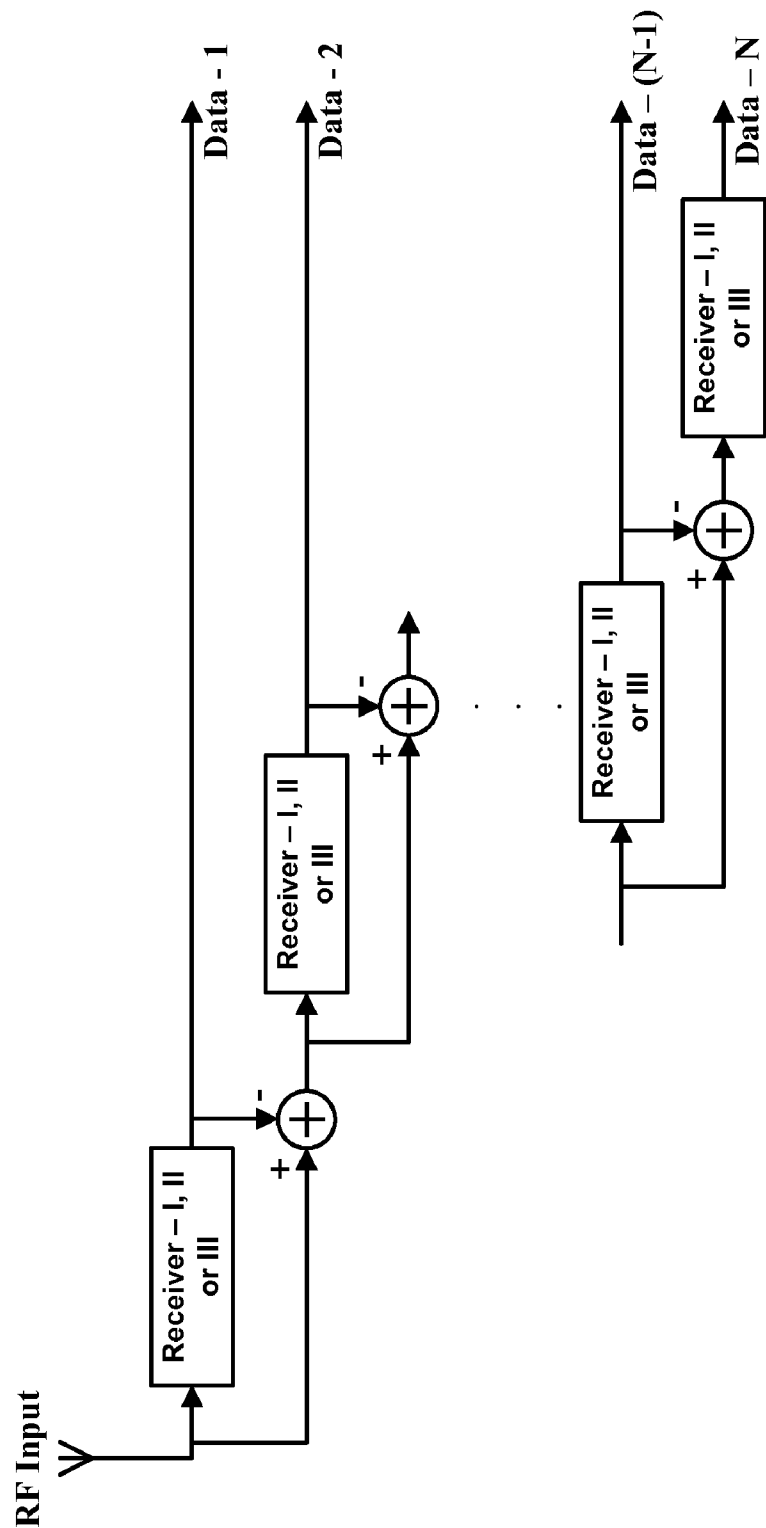 RF Input
Receiver – I, II
or III
+
-
Data - 1
Receiver – I, II
or III
+
-
Data - 2
. . .
Receiver – I, II
or III
+
-
Data – (N-1)
Receiver – I, II
or III
Data – N